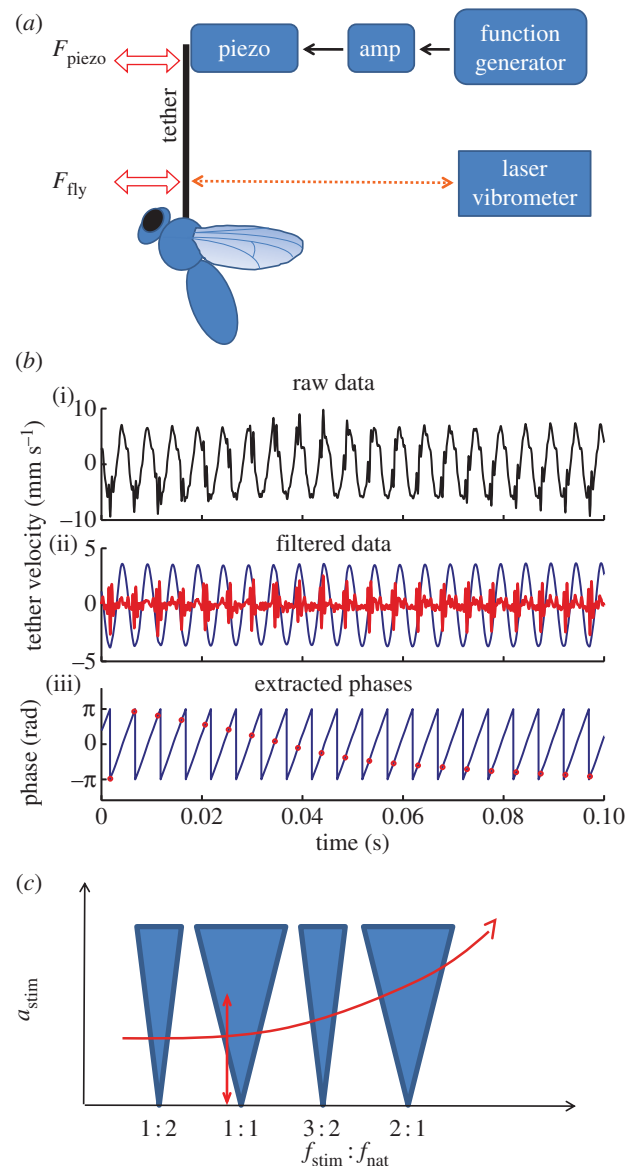 (a)
F_piezo
piezo
amp
function
generator
tether
F_fly
laser
vibrometer
(b)
raw data
(i)
10
0
−10
tether velocity (mm s⁻¹)
filtered data
(ii)
5
0
−5
extracted phases
(iii)
π
0
−π
phase (rad)
0 0.02 0.04 0.06 0.08 0.10
time (s)
(c)
a_stim
1 : 2 1 : 1 3 : 2 2 : 1
f_stim : f_nat